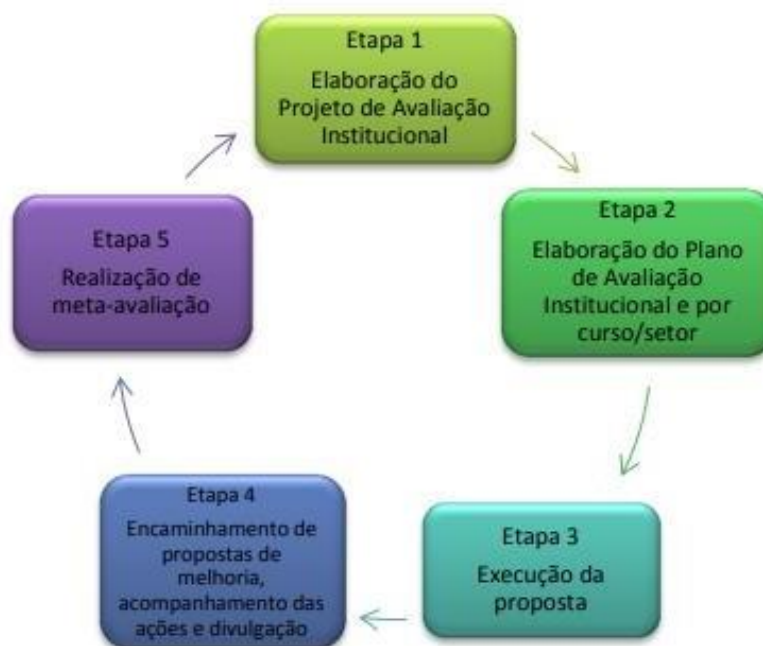 Etapa 1
Elaboração do
Projeto de Avaliação
Institucional
Etapa 2
Elaboração do Plano
de Avaliação
Institucional e por
curso/setor
Etapa 3
Execução da
proposta
Etapa 4
Encaminhamento de
propostas de
melhoria,
acompanhamento das
ações e divulgação
Etapa 5
Realização de
meta-avaliação